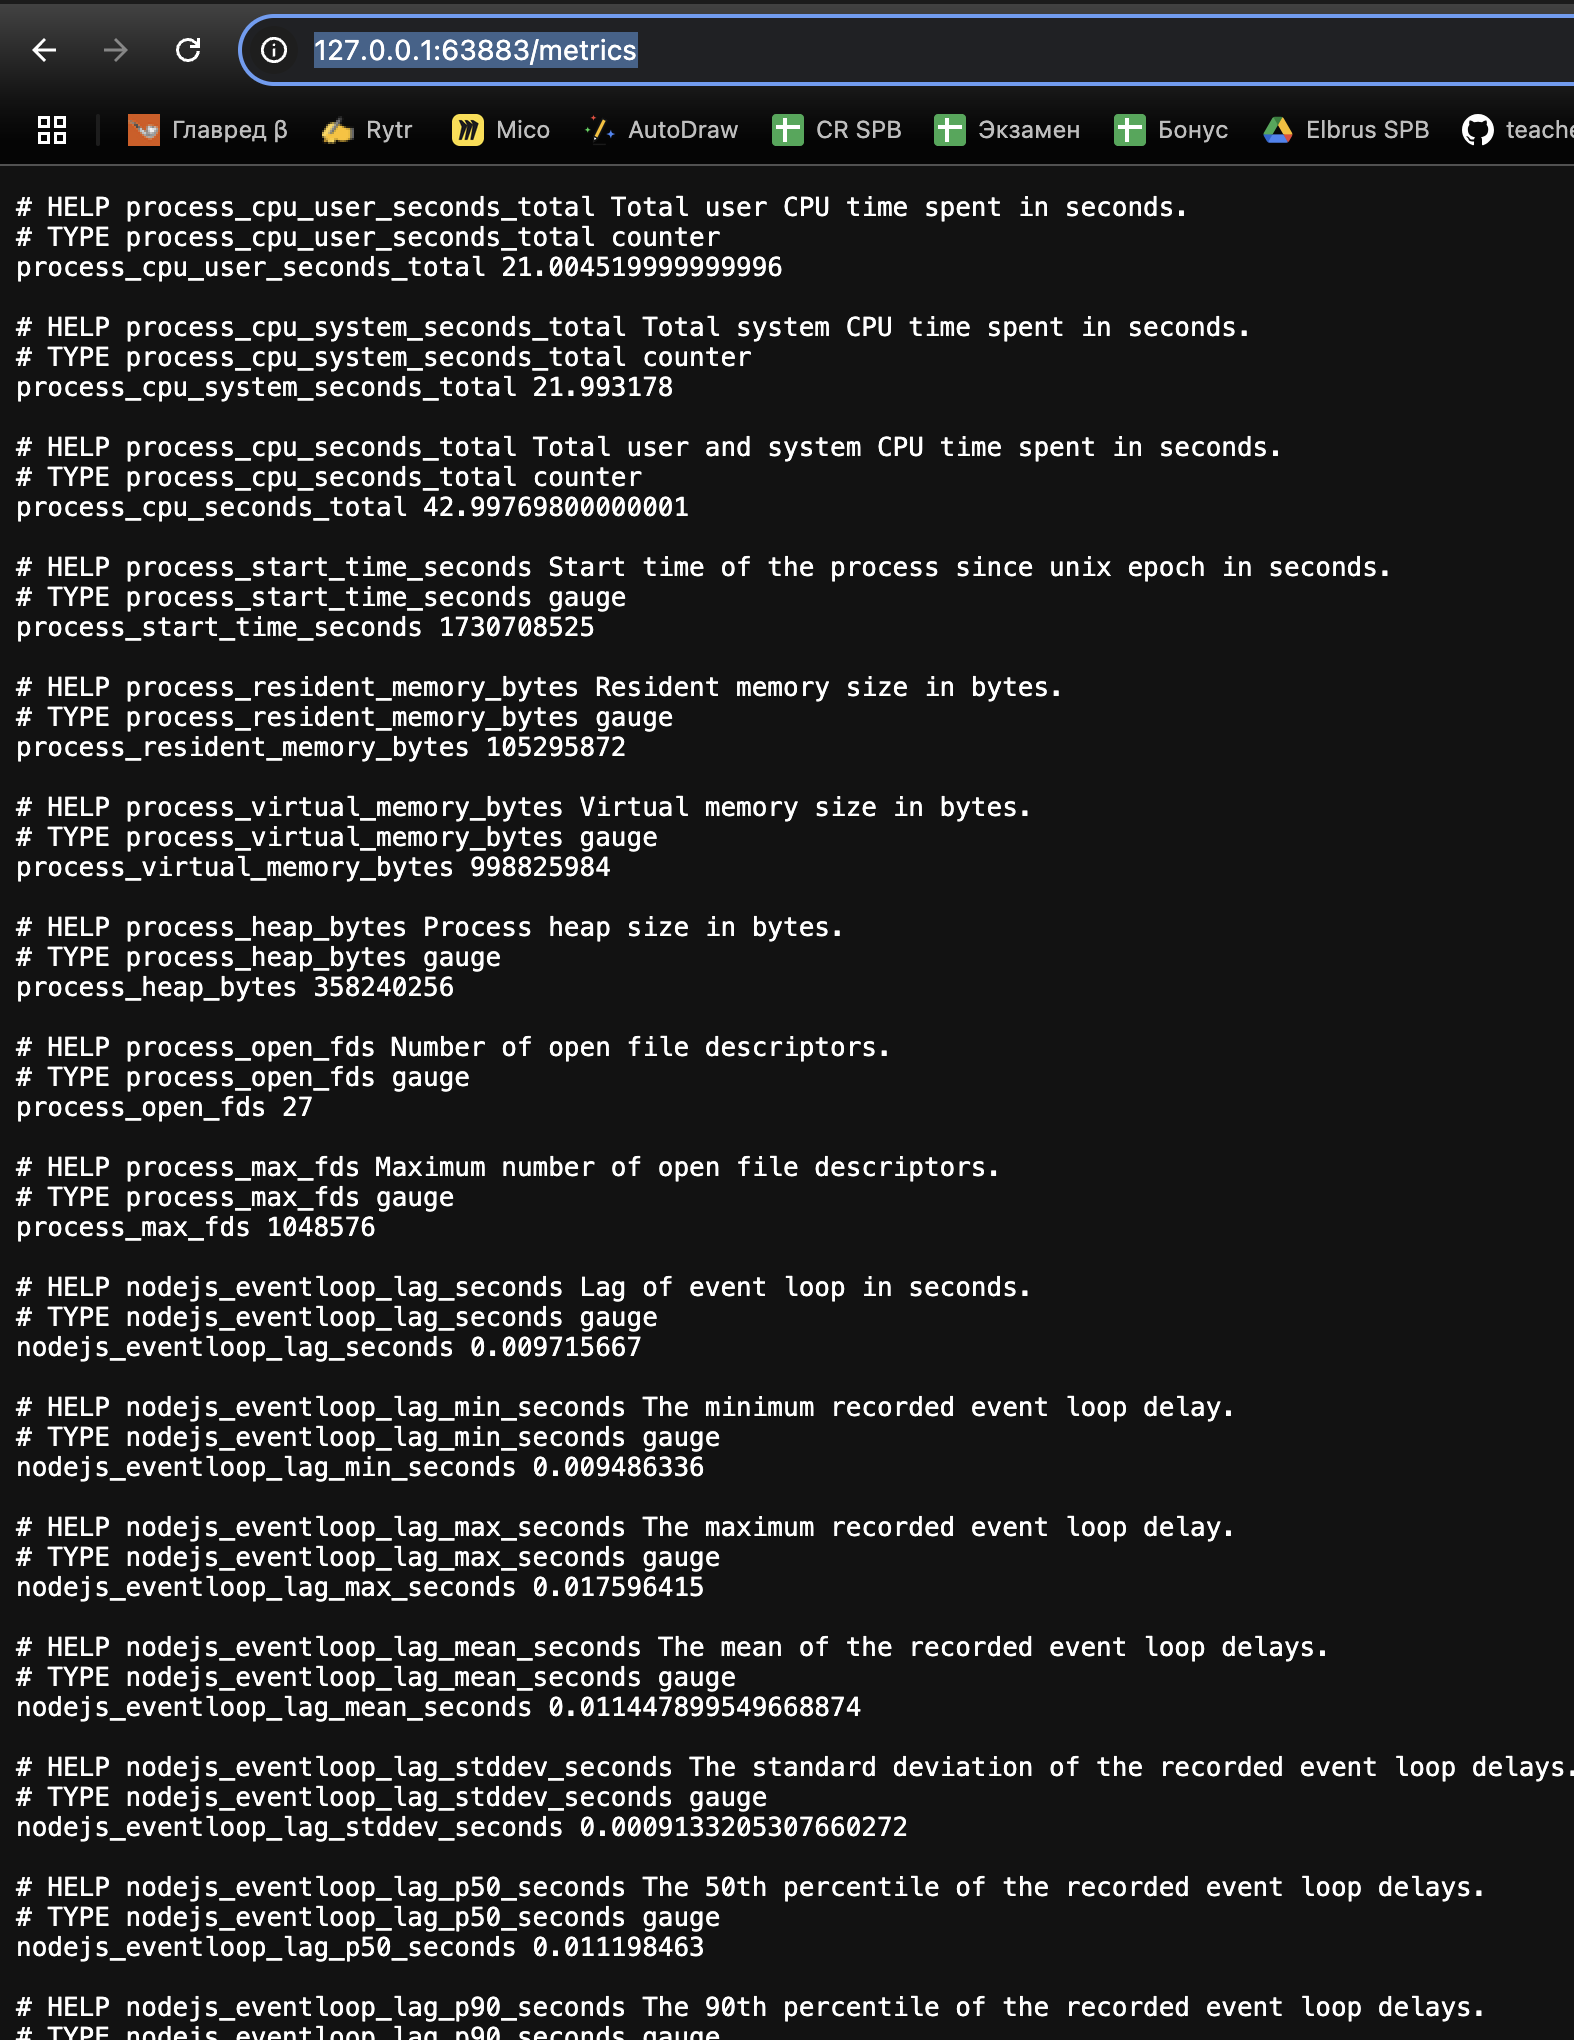 127.0.0.1:63883/metrics
Главред β Rytr Mico AutoDraw CR SPB Экзамен Бонус Elbrus SPB teache
# HELP process_cpu_user_seconds_total Total user CPU time spent in seconds.
# TYPE process_cpu_user_seconds_total counter
process_cpu_user_seconds_total 21.004519999999996
# HELP process_cpu_system_seconds_total Total system CPU time spent in seconds.
# TYPE process_cpu_system_seconds_total counter
process_cpu_system_seconds_total 21.993178
# HELP process_cpu_seconds_total Total user and system CPU time spent in seconds.
# TYPE process_cpu_seconds_total counter
process_cpu_seconds_total 42.99769800000001
# HELP process_start_time_seconds Start time of the process since unix epoch in seconds.
# TYPE process_start_time_seconds gauge
process_start_time_seconds 1730708525
# HELP process_resident_memory_bytes Resident memory size in bytes.
# TYPE process_resident_memory_bytes gauge
process_resident_memory_bytes 105295872
# HELP process_virtual_memory_bytes Virtual memory size in bytes.
# TYPE process_virtual_memory_bytes gauge
process_virtual_memory_bytes 998825984
# HELP process_heap_bytes Process heap size in bytes.
# TYPE process_heap_bytes gauge
process_heap_bytes 358240256
# HELP process_open_fds Number of open file descriptors.
# TYPE process_open_fds gauge
process_open_fds 27
# HELP process_max_fds Maximum number of open file descriptors.
# TYPE process_max_fds gauge
process_max_fds 1048576
# HELP nodejs_eventloop_lag_seconds Lag of event loop in seconds.
# TYPE nodejs_eventloop_lag_seconds gauge
nodejs_eventloop_lag_seconds 0.009715667
# HELP nodejs_eventloop_lag_min_seconds The minimum recorded event loop delay.
# TYPE nodejs_eventloop_lag_min_seconds gauge
nodejs_eventloop_lag_min_seconds 0.009486336
# HELP nodejs_eventloop_lag_max_seconds The maximum recorded event loop delay.
# TYPE nodejs_eventloop_lag_max_seconds gauge
nodejs_eventloop_lag_max_seconds 0.017596415
# HELP nodejs_eventloop_lag_mean_seconds The mean of the recorded event loop delays.
# TYPE nodejs_eventloop_lag_mean_seconds gauge
nodejs_eventloop_lag_mean_seconds 0.011447899549668874
# HELP nodejs_eventloop_lag_stddev_seconds The standard deviation of the recorded event loop delays.
# TYPE nodejs_eventloop_lag_stddev_seconds gauge
nodejs_eventloop_lag_stddev_seconds 0.0009133205307660272
# HELP nodejs_eventloop_lag_p50_seconds The 50th percentile of the recorded event loop delays.
# TYPE nodejs_eventloop_lag_p50_seconds gauge
nodejs_eventloop_lag_p50_seconds 0.011198463
# HELP nodejs_eventloop_lag_p90_seconds The 90th percentile of the recorded event loop delays.
# TYPE nodejs_eventloop_lag_p90_seconds gauge